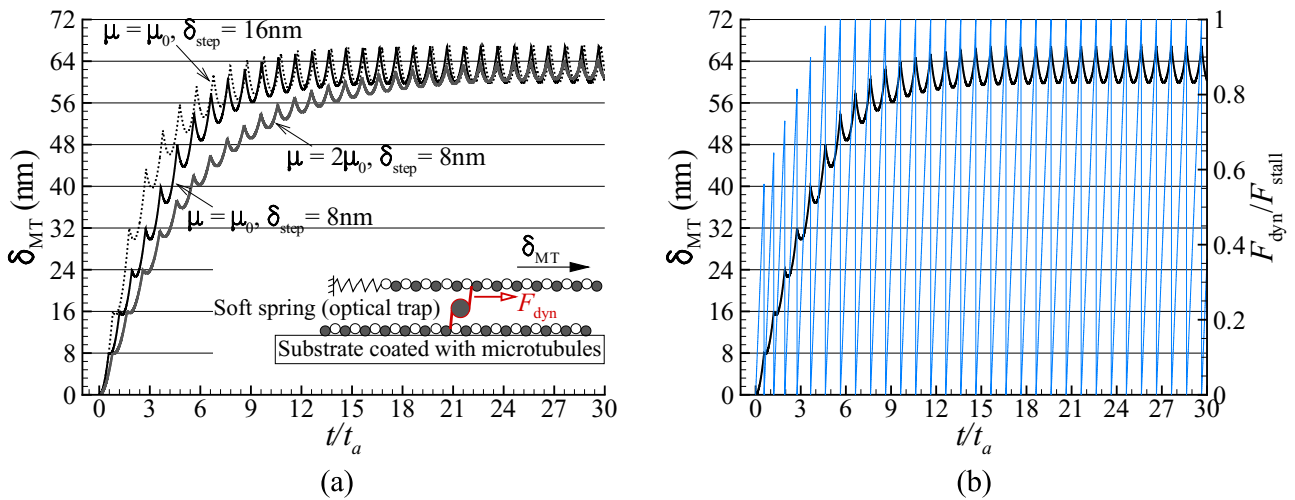 72
64
56
48
40
32
24
16
8
0
δMT (nm)
μ = μ0, δstep = 16nm
μ = 2μ0, δstep = 8nm
μ = μ0, δstep = 8nm
δMT
Soft spring (optical trap)
Fdyn
Substrate coated with microtubules
0 3 6 9 12 15 18 21 24 27 30
t/ta
(a)
72
64
56
48
40
32
24
16
8
0
δMT (nm)
1
0.8
0.6
0.4
0.2
0
Fdyn/Fstall
0 3 6 9 12 15 18 21 24 27 30
t/ta
(b)